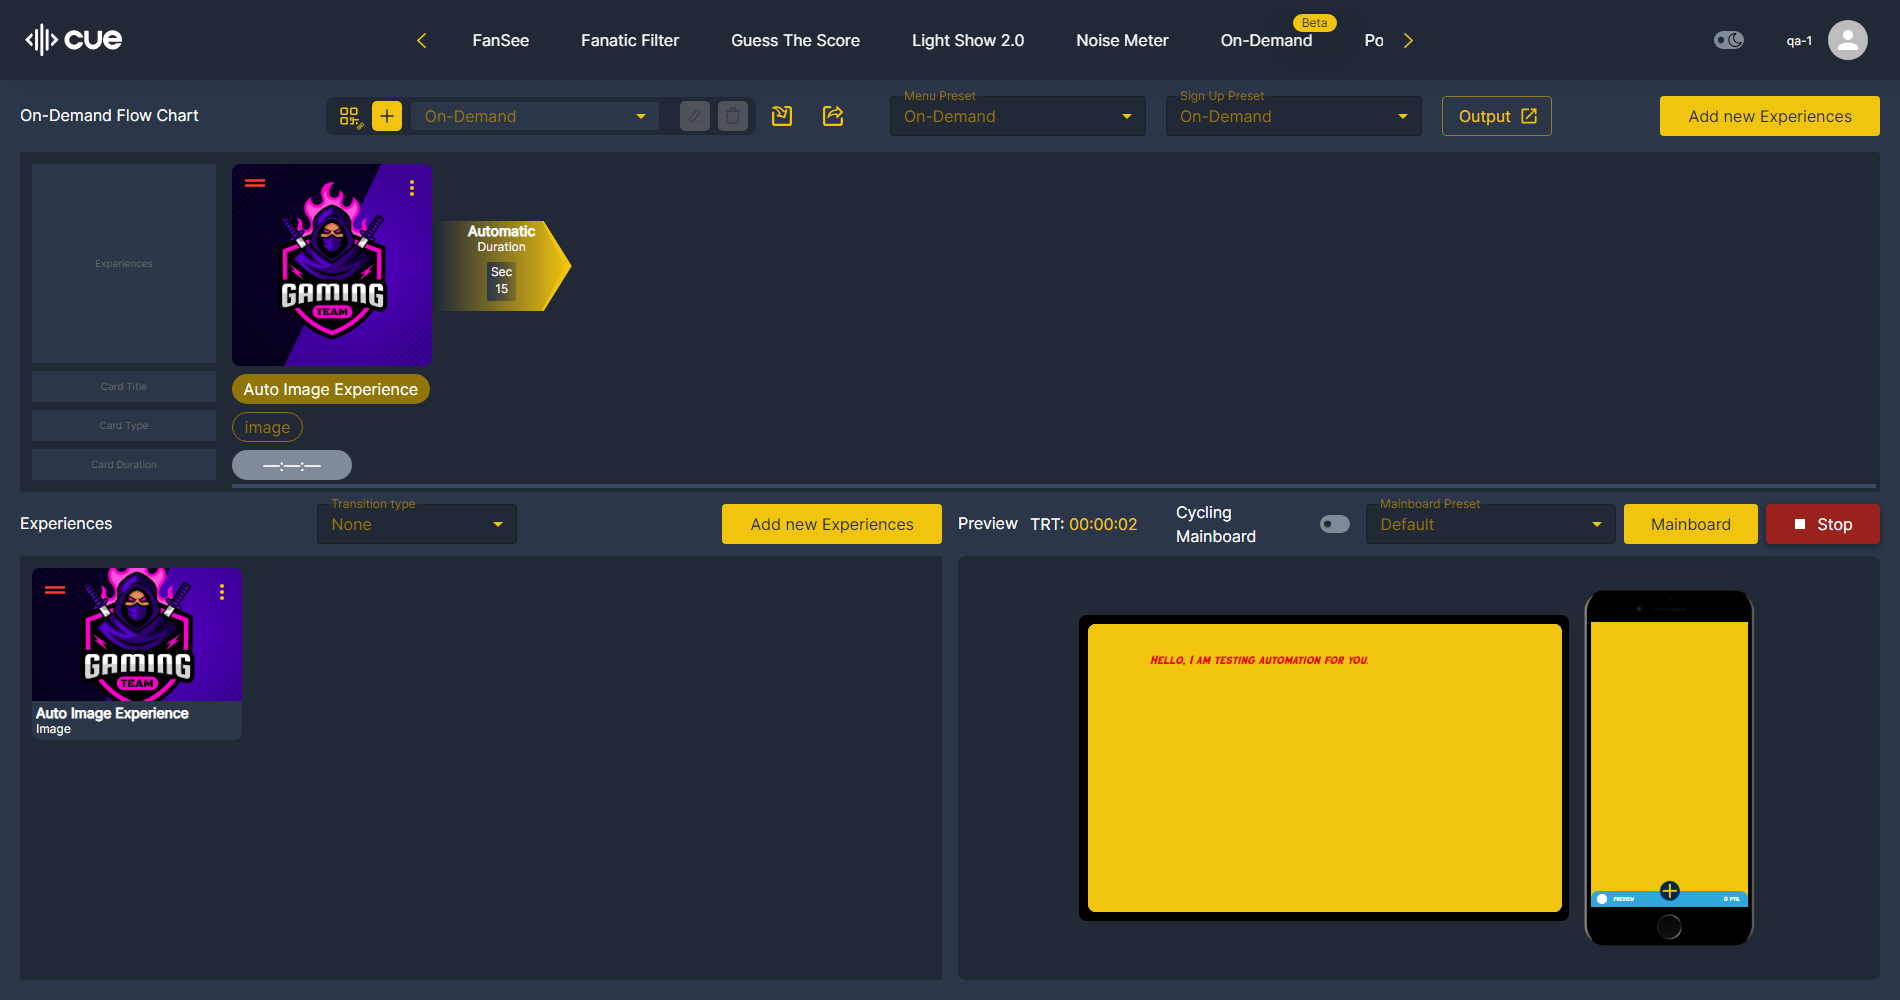 cue
FanSee
Fanatic Filter
Guess The Score
Light Show 2.0
Noise Meter
On-Demand
Beta
Po
qa-1
On-Demand Flow Chart
On-Demand
Menu Preset
On-Demand
Sign Up Preset
On-Demand
Output
Add new Experiences
Experiences
GAMING
TEAM
Automatic
Duration
Sec
15
Card Title
Auto Image Experience
Card Type
image
Card Duration
—:—:—
Experiences
Transition type
None
Add new Experiences
Preview
TRT: 00:00:02
Cycling
Mainboard
Mainboard Preset
Default
Mainboard
Stop
GAMING
TEAM
Auto Image Experience
Image
Hello, I am testing automation for you.
PREVIEW
0 PTS.